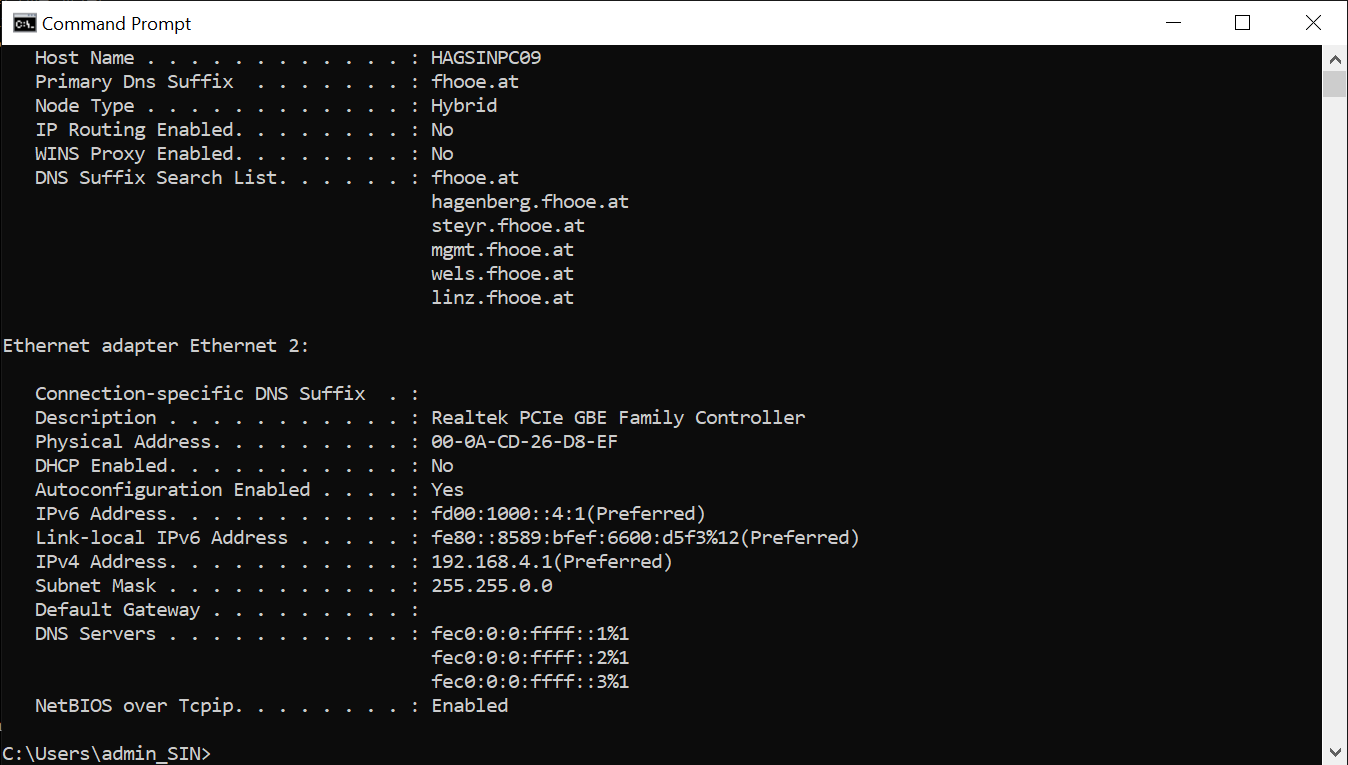 Command Prompt
   Host Name . . . . . . . . . . . . : HAGSINPC09
   Primary Dns Suffix  . . . . . . . : fhooe.at
   Node Type . . . . . . . . . . . . : Hybrid
   IP Routing Enabled. . . . . . . . : No
   WINS Proxy Enabled. . . . . . . . : No
   DNS Suffix Search List. . . . . . : fhooe.at
                                       hagenberg.fhooe.at
                                       steyr.fhooe.at
                                       mgmt.fhooe.at
                                       wels.fhooe.at
                                       linz.fhooe.at

Ethernet adapter Ethernet 2:

   Connection-specific DNS Suffix  . :
   Description . . . . . . . . . . . : Realtek PCIe GBE Family Controller
   Physical Address. . . . . . . . . : 00-0A-CD-26-D8-EF
   DHCP Enabled. . . . . . . . . . . : No
   Autoconfiguration Enabled . . . . : Yes
   IPv6 Address. . . . . . . . . . . : fd00:1000::4:1(Preferred)
   Link-local IPv6 Address . . . . . : fe80::8589:bfef:6600:d5f3%12(Preferred)
   IPv4 Address. . . . . . . . . . . : 192.168.4.1(Preferred)
   Subnet Mask . . . . . . . . . . . : 255.255.0.0
   Default Gateway . . . . . . . . . :
   DNS Servers . . . . . . . . . . . : fec0:0:0:ffff::1%1
                                       fec0:0:0:ffff::2%1
                                       fec0:0:0:ffff::3%1
   NetBIOS over Tcpip. . . . . . . . : Enabled

C:\Users\admin_SIN>